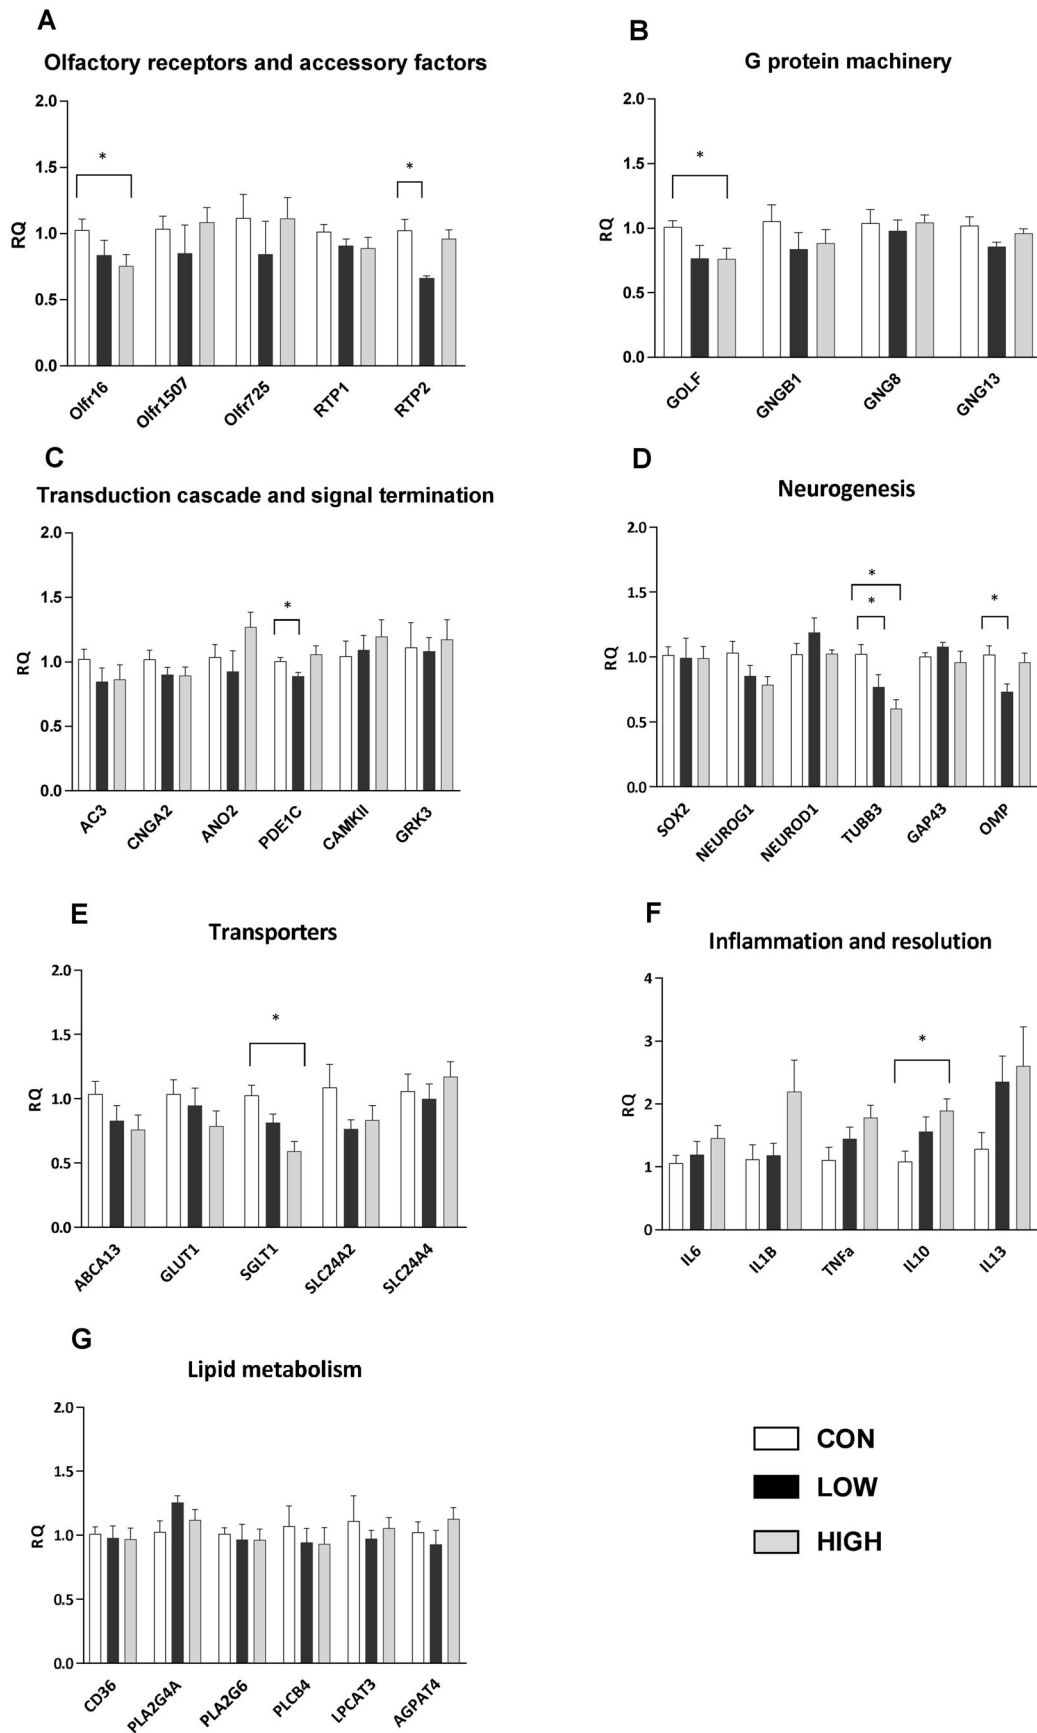 A
Olfactory receptors and accessory factors
2.0
1.5
1.0
0.5
0.0
RQ
*
*
Olfr16
Olfr1507
Olfr725
RTP1
RTP2
B
G protein machinery
2.0
1.5
1.0
0.5
0.0
RQ
*
GOLF
GNGB1
GNG8
GNG13
C
Transduction cascade and signal termination
2.0
1.5
1.0
0.5
0.0
RQ
*
AC3
CNGA2
ANO2
PDE1C
CAMKII
GRK3
D
Neurogenesis
2.0
1.5
1.0
0.5
0.0
RQ
*
*
*
SOX2
NEUROG1
NEUROD1
TUBB3
GAP43
OMP
E
Transporters
2.0
1.5
1.0
0.5
0.0
RQ
*
ABCA13
GLUT1
SGLT1
SLC24A2
SLC24A4
F
Inflammation and resolution
4
3
2
1
0
RQ
*
IL6
IL1B
TNFa
IL10
IL13
G
Lipid metabolism
2.0
1.5
1.0
0.5
0.0
RQ
CD36
PLA2G4A
PLA2G6
PLCB4
LPCAT3
AGPAT4
CON
LOW
HIGH